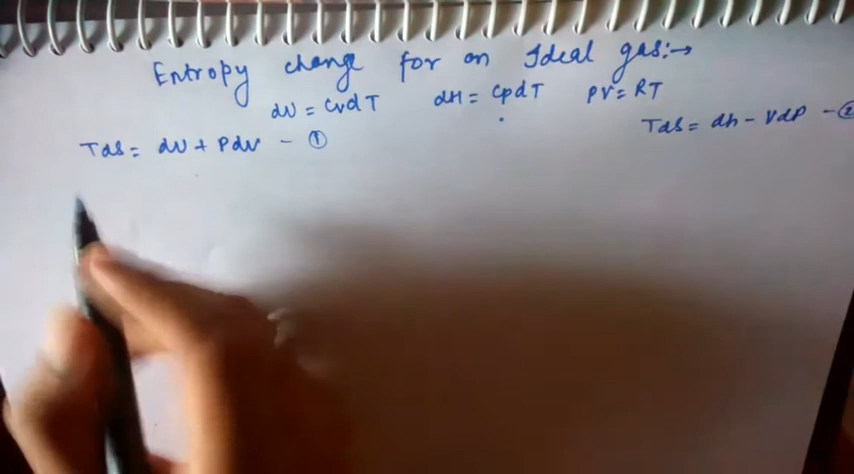 Entropy change for an Ideal gas:→
dU = CvdT dH = CpdT PV = RT
Tds = dU + Pdv - ① Tds = dh - vdp - ②